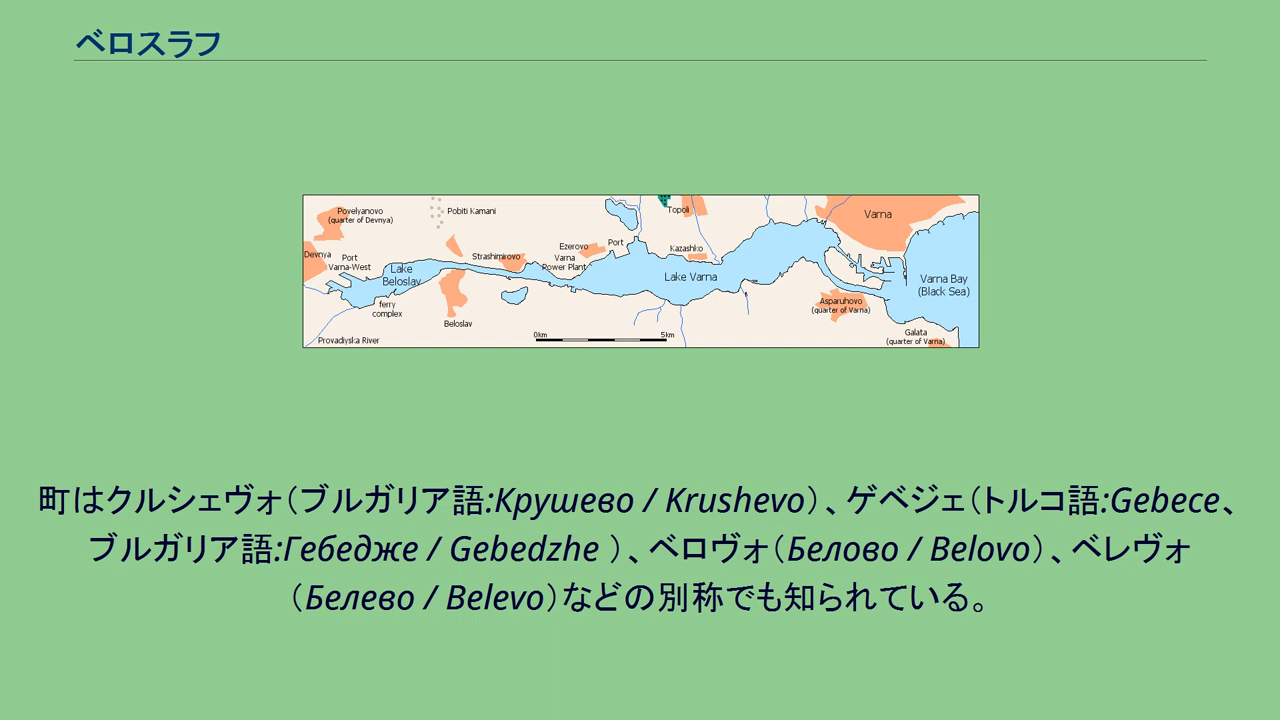 ベロスラフ
Povelyanovo
(quarter of Devnya)
Pobiti Kamani
Topoli
Varna
Devnya
Port
Varna-West
Lake
Beloslav
Strashimirovo
Ezerovo
Varna
Power Plant
Port
Kazashko
Lake Varna
Varna Bay
(Black Sea)
ferry
complex
Beloslav
Asparuhovo
(quarter of Varna)
Galata
(quarter of Varna)
Provadiyska River
0km
5km
町はクルシェヴォ（ブルガリア語:Крушево / Krushevo）、ゲベジェ（トルコ語:Gebece、
ブルガリア語:Гебедже / Gebedzhe ）、ベロヴォ（Белово / Belovo）、ベレヴォ
（Белево / Belevo）などの別称でも知られている。